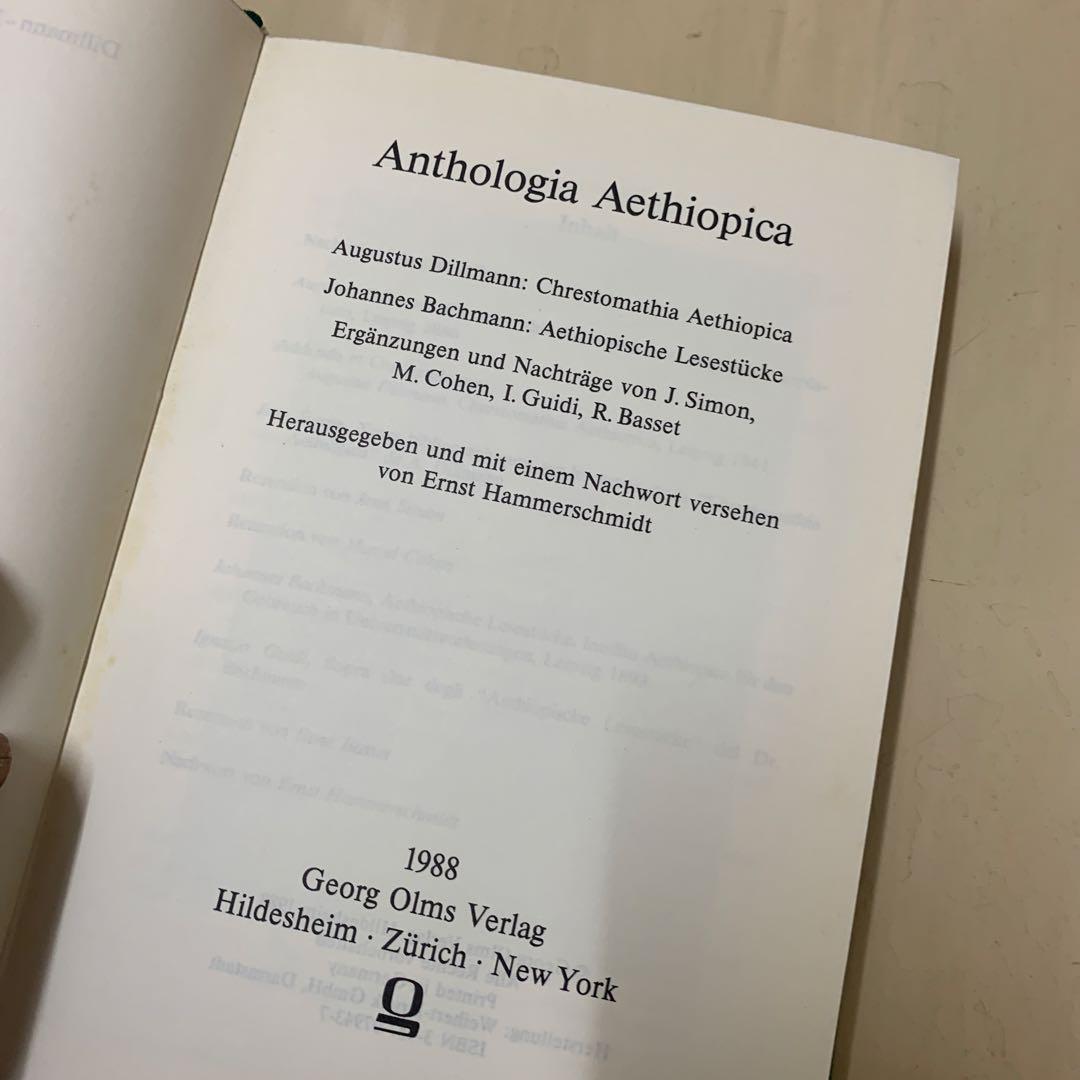 Anthologia Aethiopica
Augustus Dillmann: Chrestomathia Aethiopica
Johannes Bachmann: Aethiopische Lesestücke
Ergänzungen und Nachträge von J. Simon,
M. Cohen, I. Guidi, R. Basset
Herausgegeben und mit einem Nachwort versehen
von Ernst Hammerschmidt
1988
Georg Olms Verlag
Hildesheim · Zürich · New York